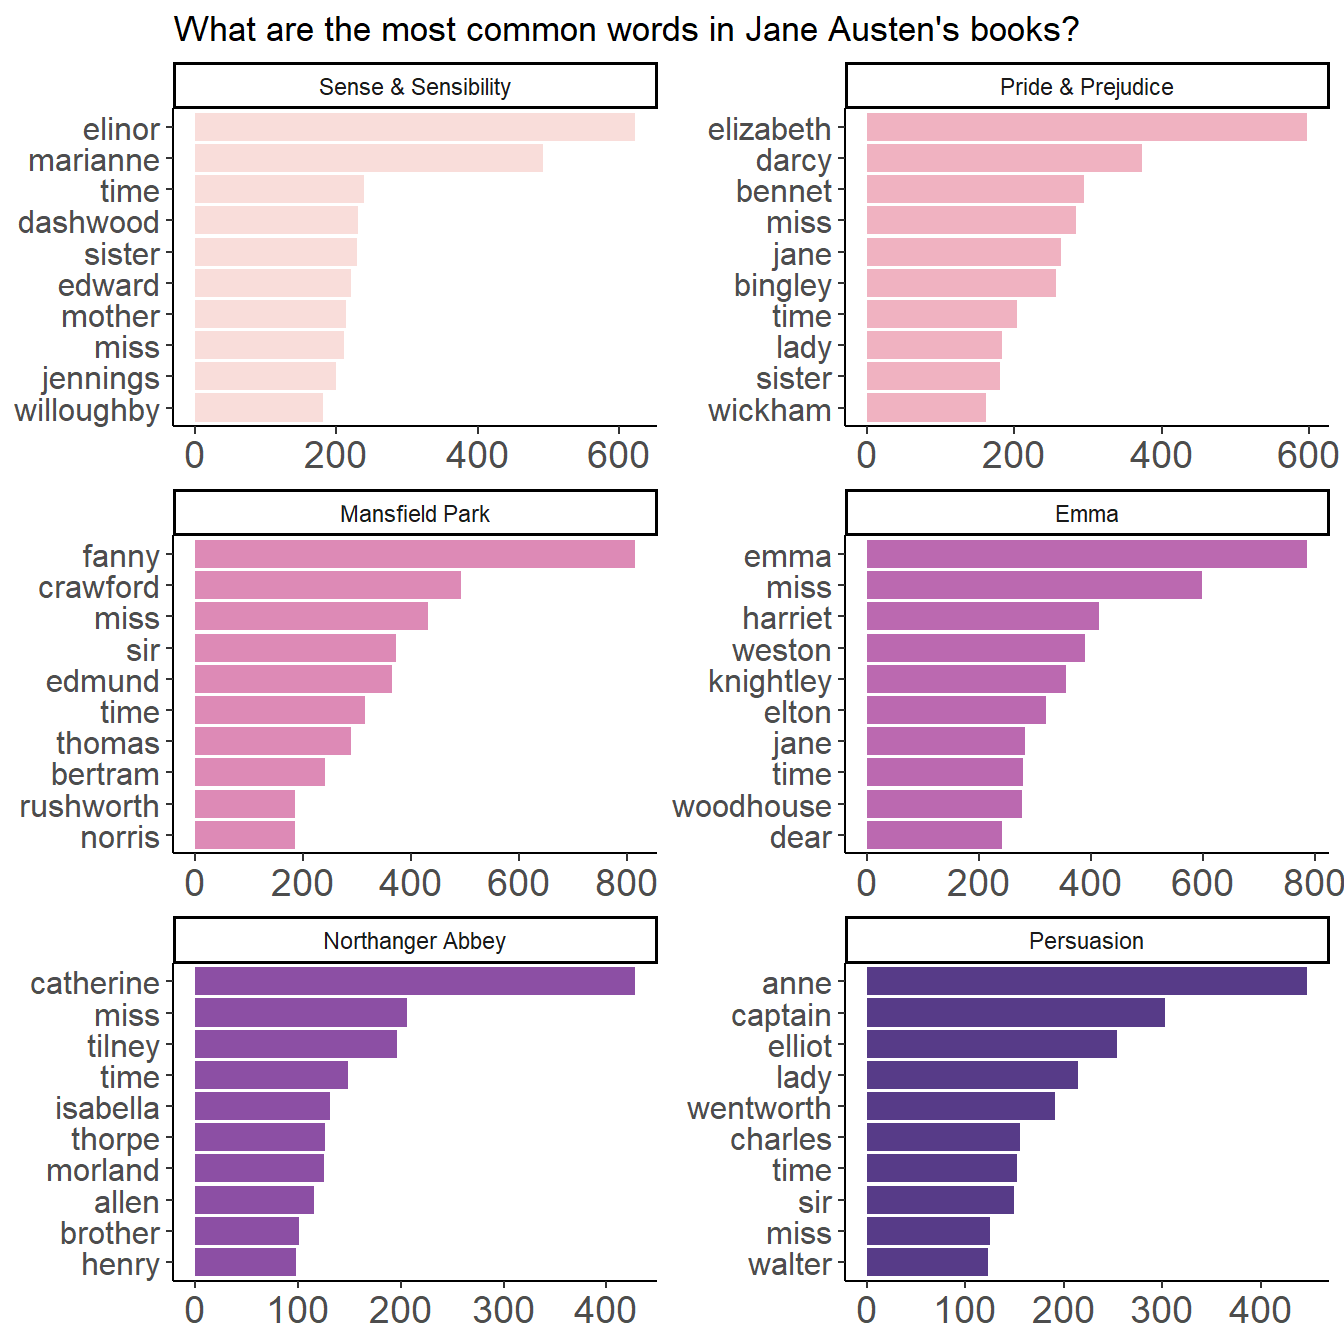 What are the most common words in Jane Austen's books?
Sense & Sensibility
elinor
marianne
time
dashwood
sister
edward
mother
miss
jennings
willoughby
0 200 400 600
Pride & Prejudice
elizabeth
darcy
bennet
miss
jane
bingley
time
lady
sister
wickham
0 200 400 600
Mansfield Park
fanny
crawford
miss
sir
edmund
time
thomas
bertram
rushworth
norris
0 200 400 600 800
Emma
emma
miss
harriet
weston
knightley
elton
jane
time
woodhouse
dear
0 200 400 600 800
Northanger Abbey
catherine
miss
tilney
time
isabella
thorpe
morland
allen
brother
henry
0 100 200 300 400
Persuasion
anne
captain
elliot
lady
wentworth
charles
time
sir
miss
walter
0 100 200 300 400